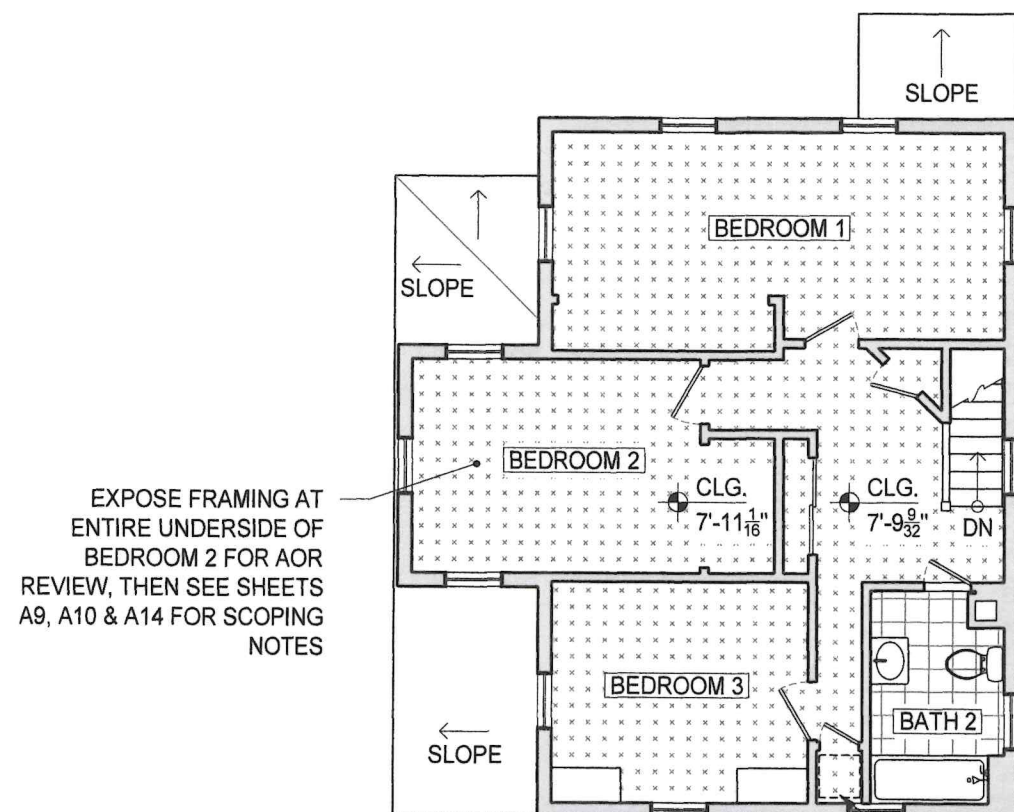 SLOPE
BEDROOM 1
SLOPE
BEDROOM 2
CLG.
7'-11 1/16"
CLG.
7'-9 9/32"
DN
EXPOSE FRAMING AT
ENTIRE UNDERSIDE OF
BEDROOM 2 FOR AOR
REVIEW, THEN SEE SHEETS
A9, A10 & A14 FOR SCOPING
NOTES
BEDROOM 3
BATH 2
SLOPE